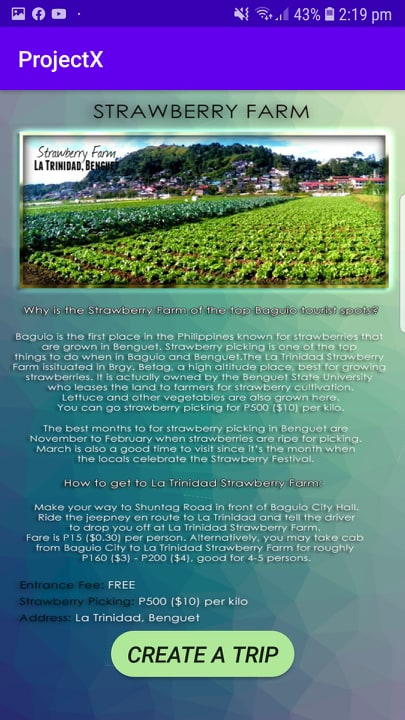 43% 2:19 pm
ProjectX
STRAWBERRY FARM
Strawberry Farm
LA TRINIDAD, BENGUET
Why is the Strawberry Farm of the top Baguio tourist spots?
Baguio is the first place in the Philippines known for strawberries that
are grown in Benguet. Strawberry picking is one of the top
things to do when in Baguio and Benguet.The La Trinidad Strawberry
Farm issituated in Brgy. Betag, a high altitude place, best for growing
strawberries. It is actually owned by the Benguet State University
who leases the land to farmers for strawberry cultivation.
Lettuce and other vegetables are also grown here.
You can go strawberry picking for P500 ($10) per kilo.
The best months to for strawberry picking in Benguet are
November to February when strawberries are ripe for picking.
March is also a good time to visit since it's the month when
the locals celebrate the Strawberry Festival.
How to get to La Trinidad Strawberry Farm:
Make your way to Shuntag Road in front of Baguio City Hall.
Ride the jeepney en route to La Trinidad and tell the driver
to drop you off at La Trinidad Strawberry Farm.
Fare is P15 ($0.30) per person. Alternatively, you may take cab
from Baguio City to La Trinidad Strawberry Farm for roughly
P160 ($3) - P200 ($4), good for 4-5 persons.
Entrance Fee: FREE
Strawberry Picking: P500 ($10) per kilo
Address: La Trinidad, Benguet
CREATE A TRIP